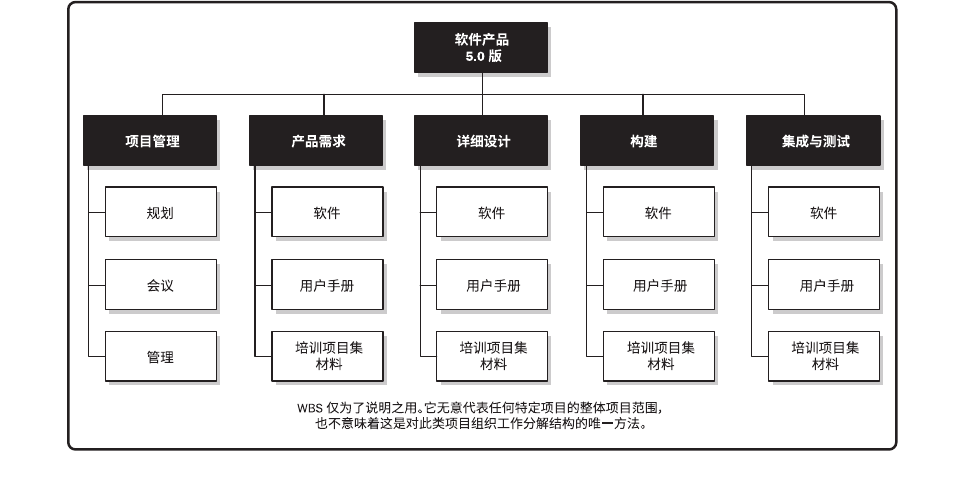 软件产品
5.0 版
项目管理
产品需求
详细设计
构建
集成与测试
规划
软件
软件
软件
软件
会议
用户手册
用户手册
用户手册
用户手册
管理
培训项目集
材料
培训项目集
材料
培训项目集
材料
培训项目集
材料
WBS 仅为了说明之用。它无意代表任何特定项目的整体项目范围，
也不意味着这是对此类项目组织工作分解结构的唯一方法。